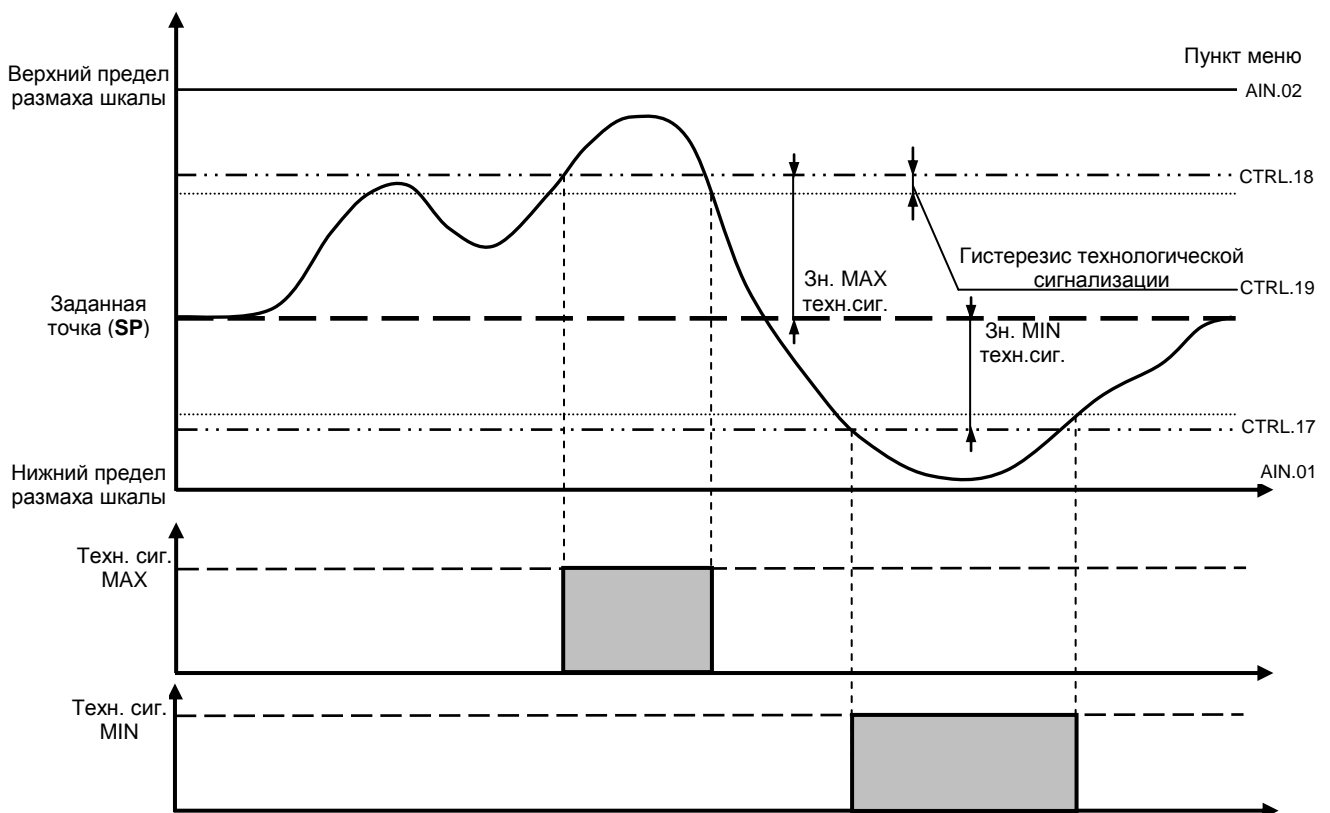 Пункт меню
Верхний предел
размаха шкалы
AIN.02
CTRL.18
Гистерезис технологической
сигнализации
Зн. MAX
техн.сиг.
CTRL.19
Заданная
точка (SP)
Зн. MIN
техн.сиг.
CTRL.17
Нижний предел
размаха шкалы
AIN.01
Техн. сиг.
MAX
Техн. сиг.
MIN